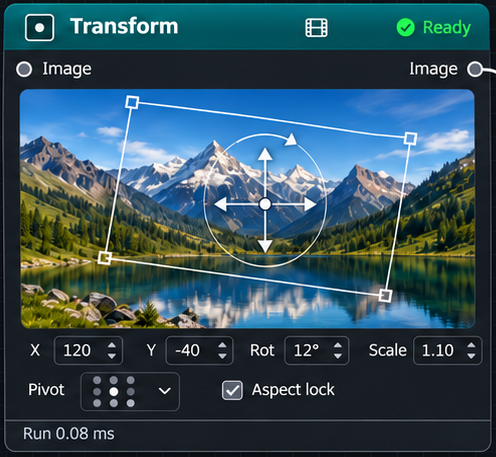 Transform Ready
Image Image
X 120 Y -40 Rot 12° Scale 1.10
Pivot Aspect lock
Run 0.08 ms